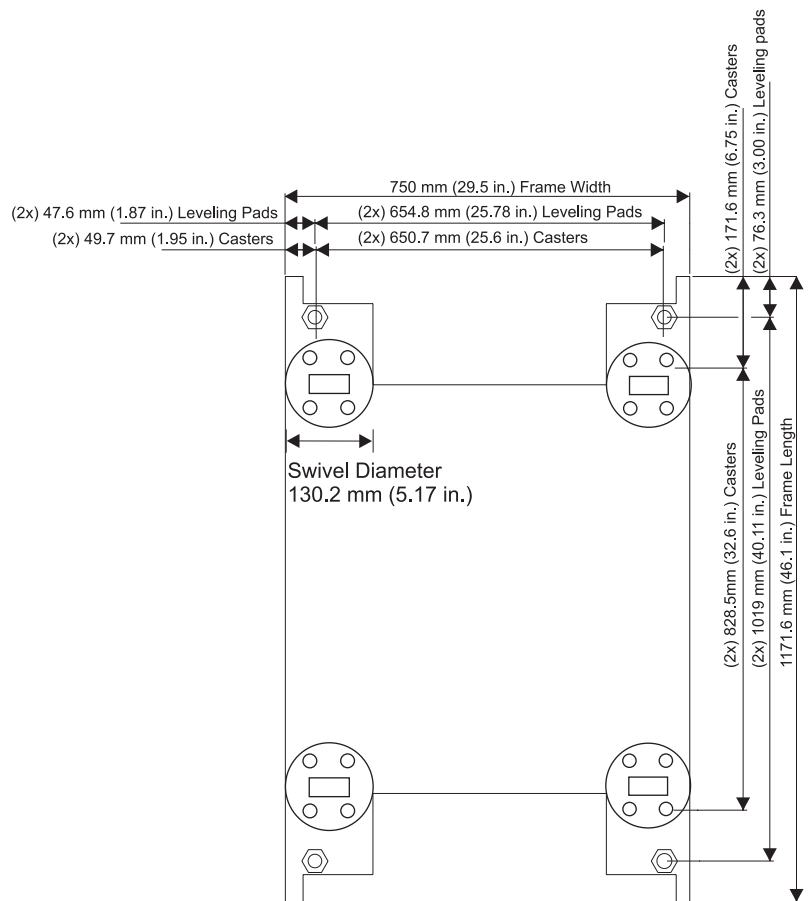 750 mm (29.5 in.) Frame Width
(2x) 47.6 mm (1.87 in.) Leveling Pads
(2x) 654.8 mm (25.78 in.) Leveling Pads
(2x) 49.7 mm (1.95 in.) Casters
(2x) 650.7 mm (25.6 in.) Casters
(2x) 171.6 mm (6.75 in.) Casters
(2x) 76.3 mm (3.00 in.) Leveling pads
Swivel Diameter
130.2 mm (5.17 in.)
(2x) 828.5mm (32.6 in.) Casters
(2x) 1019 mm (40.11 in.) Leveling Pads
1171.6 mm (46.1 in.) Frame Length